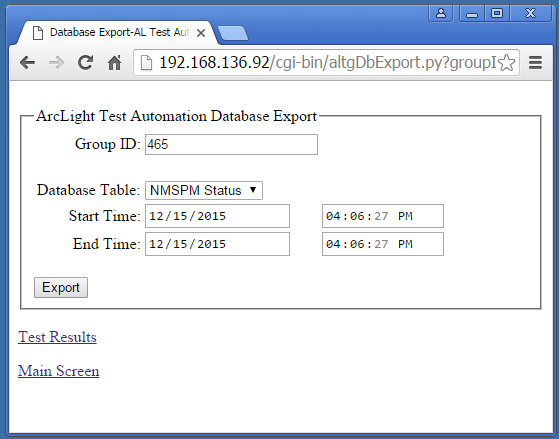 Database Export-AL Test Aut
192.168.136.92/cgi-bin/altgDbExport.py?groupI
ArcLight Test Automation Database Export
Group ID: 465
Database Table: NMSPM Status
Start Time: 12/15/2015 04:06:27 PM
End Time: 12/15/2015 04:06:27 PM
Export
Test Results
Main Screen